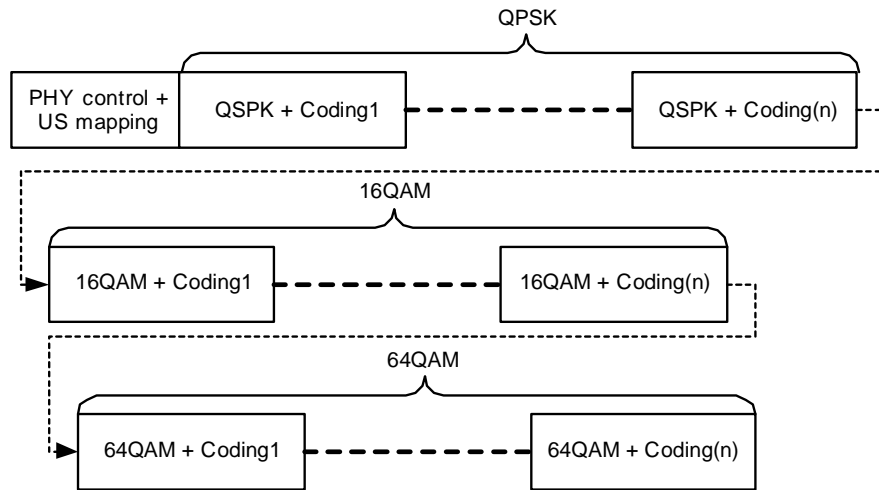 QPSK
PHY control +
US mapping
QSPK + Coding1
QSPK + Coding(n)
16QAM
16QAM + Coding1
16QAM + Coding(n)
64QAM
64QAM + Coding1
64QAM + Coding(n)